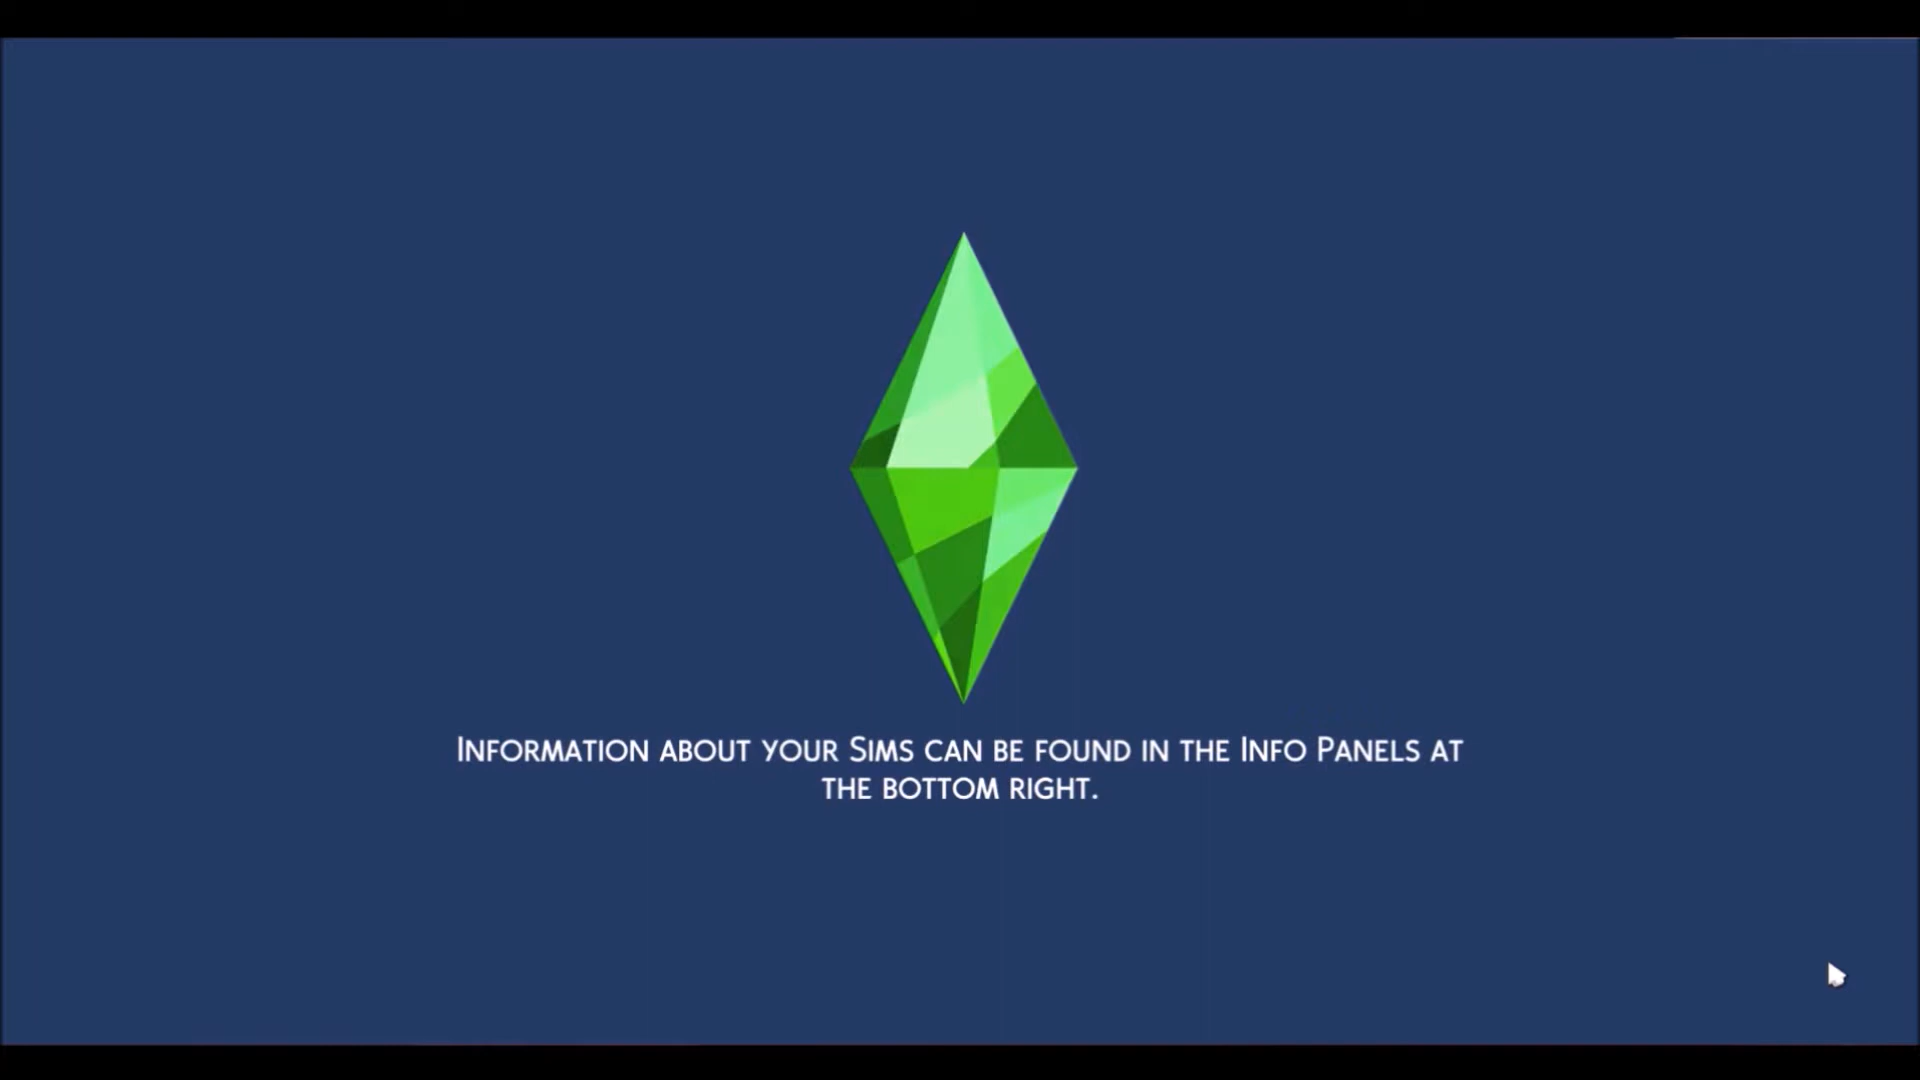 Information about your Sims can be found in the Info Panels at
the bottom right.